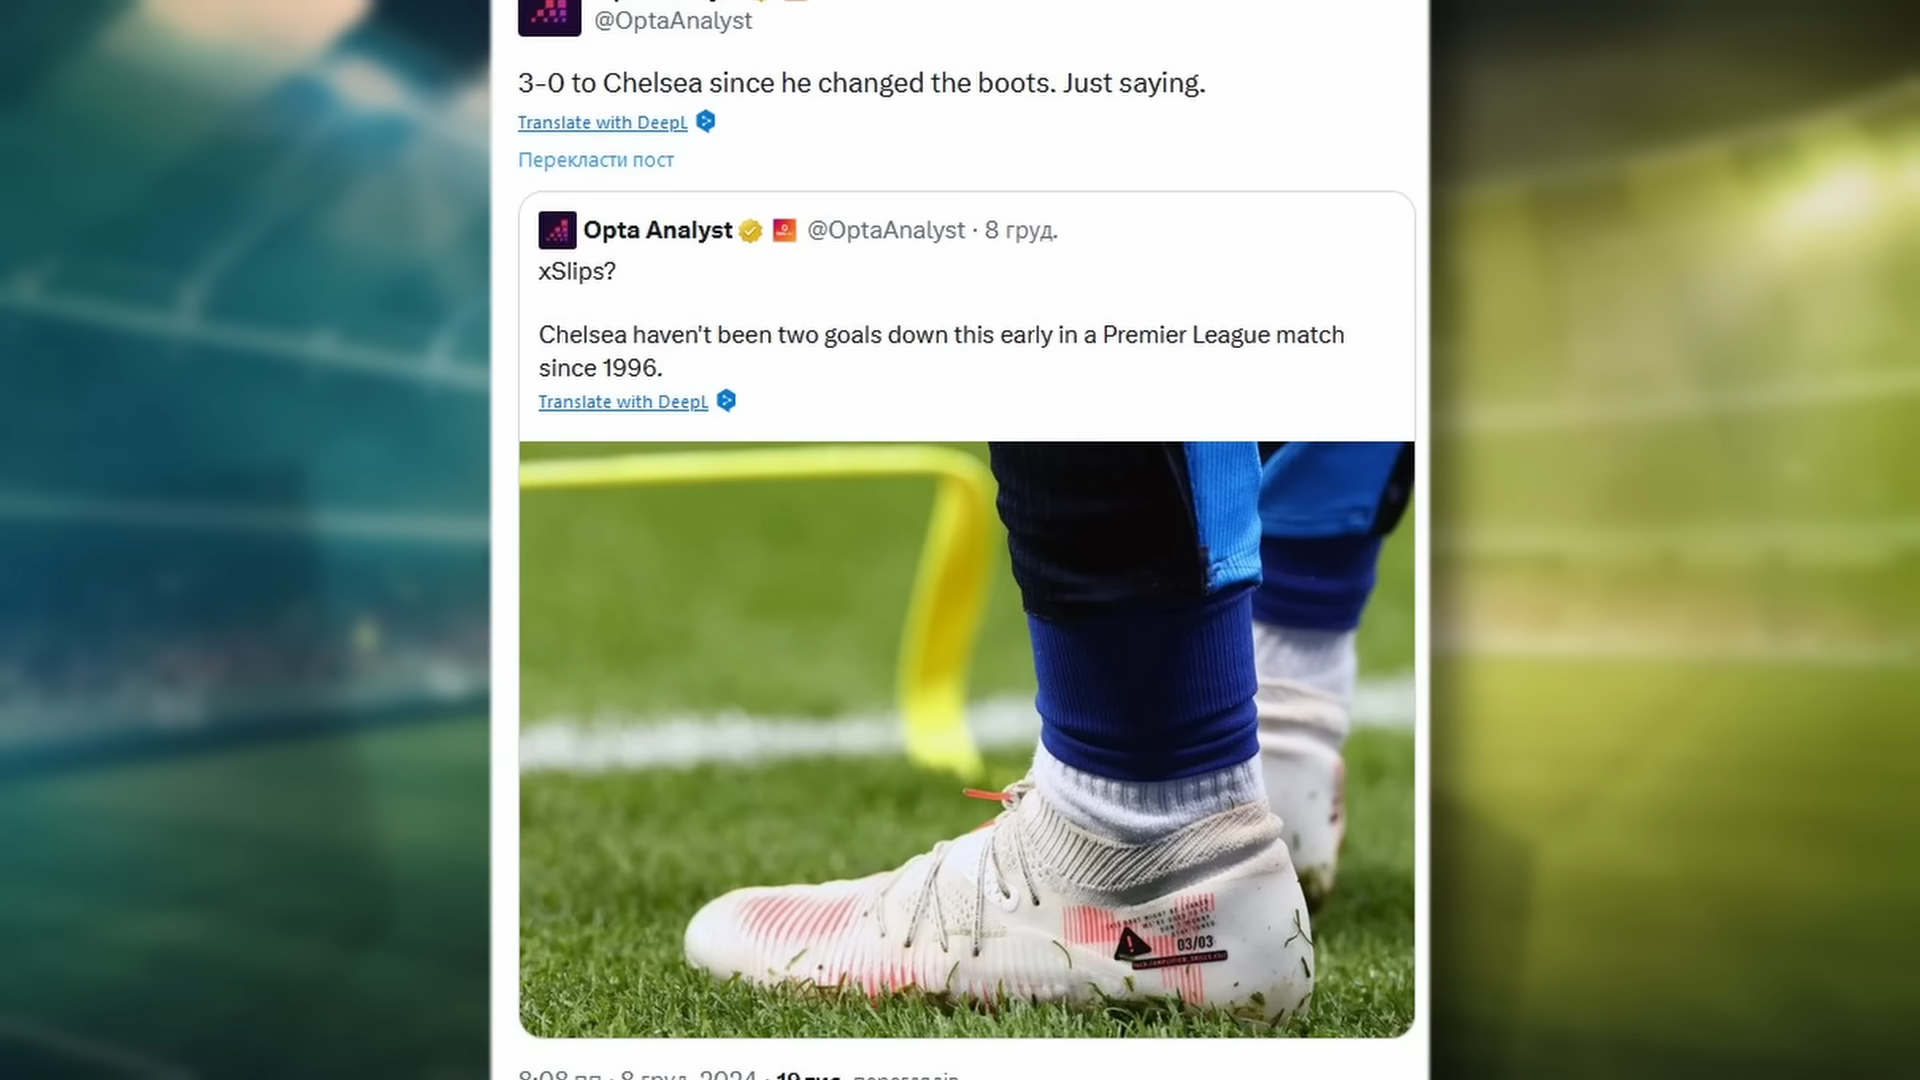 @OptaAnalyst
3-0 to Chelsea since he changed the boots. Just saying.
Translate with DeepL
Перекласти пост
Opta Analyst @OptaAnalyst · 8 груд.
xSlips?
Chelsea haven't been two goals down this early in a Premier League match
since 1996.
Translate with DeepL
03/03
8:08 пп · 8 груд. 2024 · 19 тис. переглядів